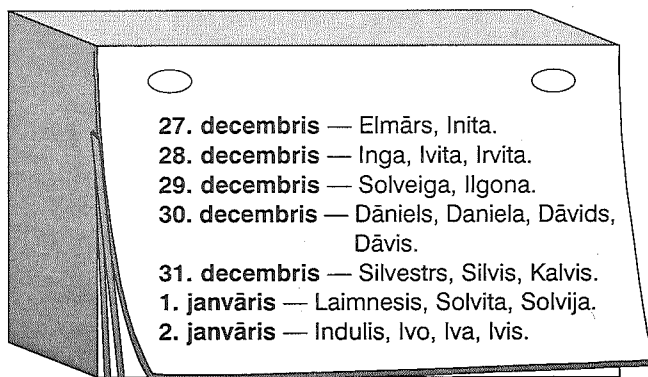 27. decembris — Elmārs, Inita.
28. decembris — Inga, Ivita, Irvita.
29. decembris — Solveiga, Ilgona.
30. decembris — Dāniels, Daniela, Dāvids,
Dāvis.
31. decembris — Silvestrs, Silvis, Kalvis.
1. janvāris — Laimnesis, Solvita, Solvija.
2. janvāris — Indulis, Ivo, Iva, Ivis.